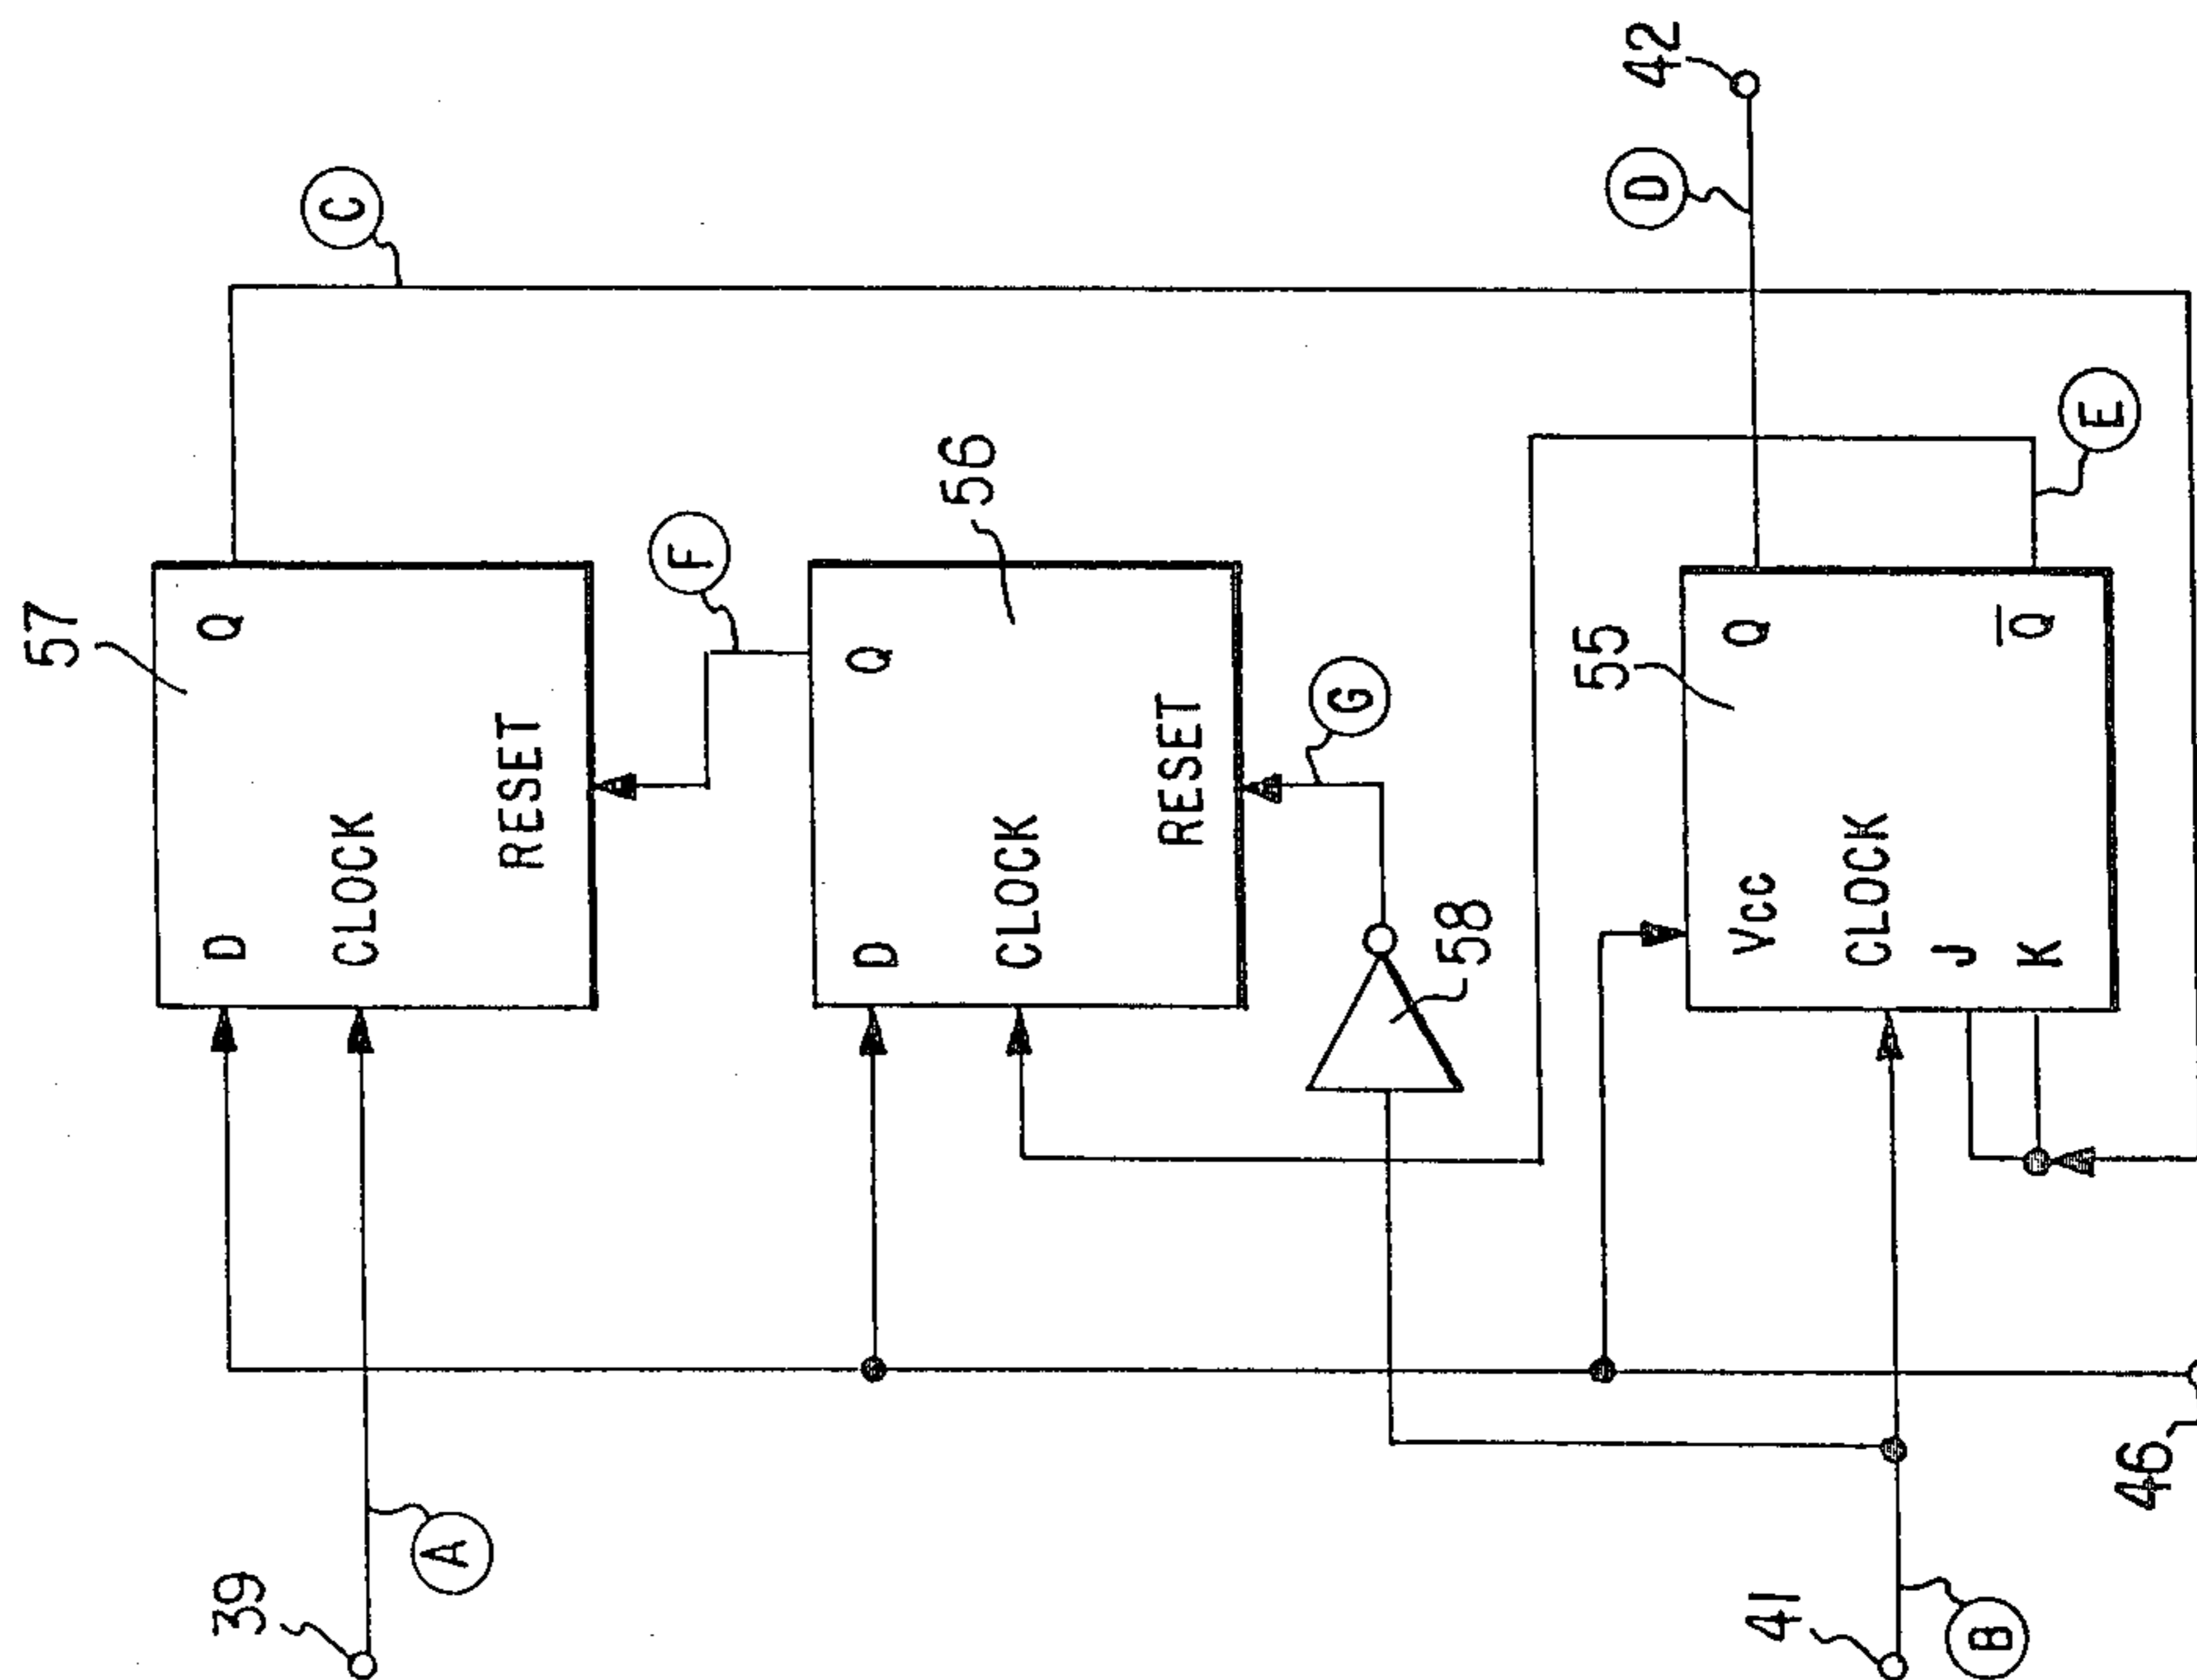 57
39
D Q
C
CLOCK
A
RESET
F
D Q
56
CLOCK
RESET
G
58
55
D
42
Vcc Q
41
CLOCK
J
B
K Q̅
E
46